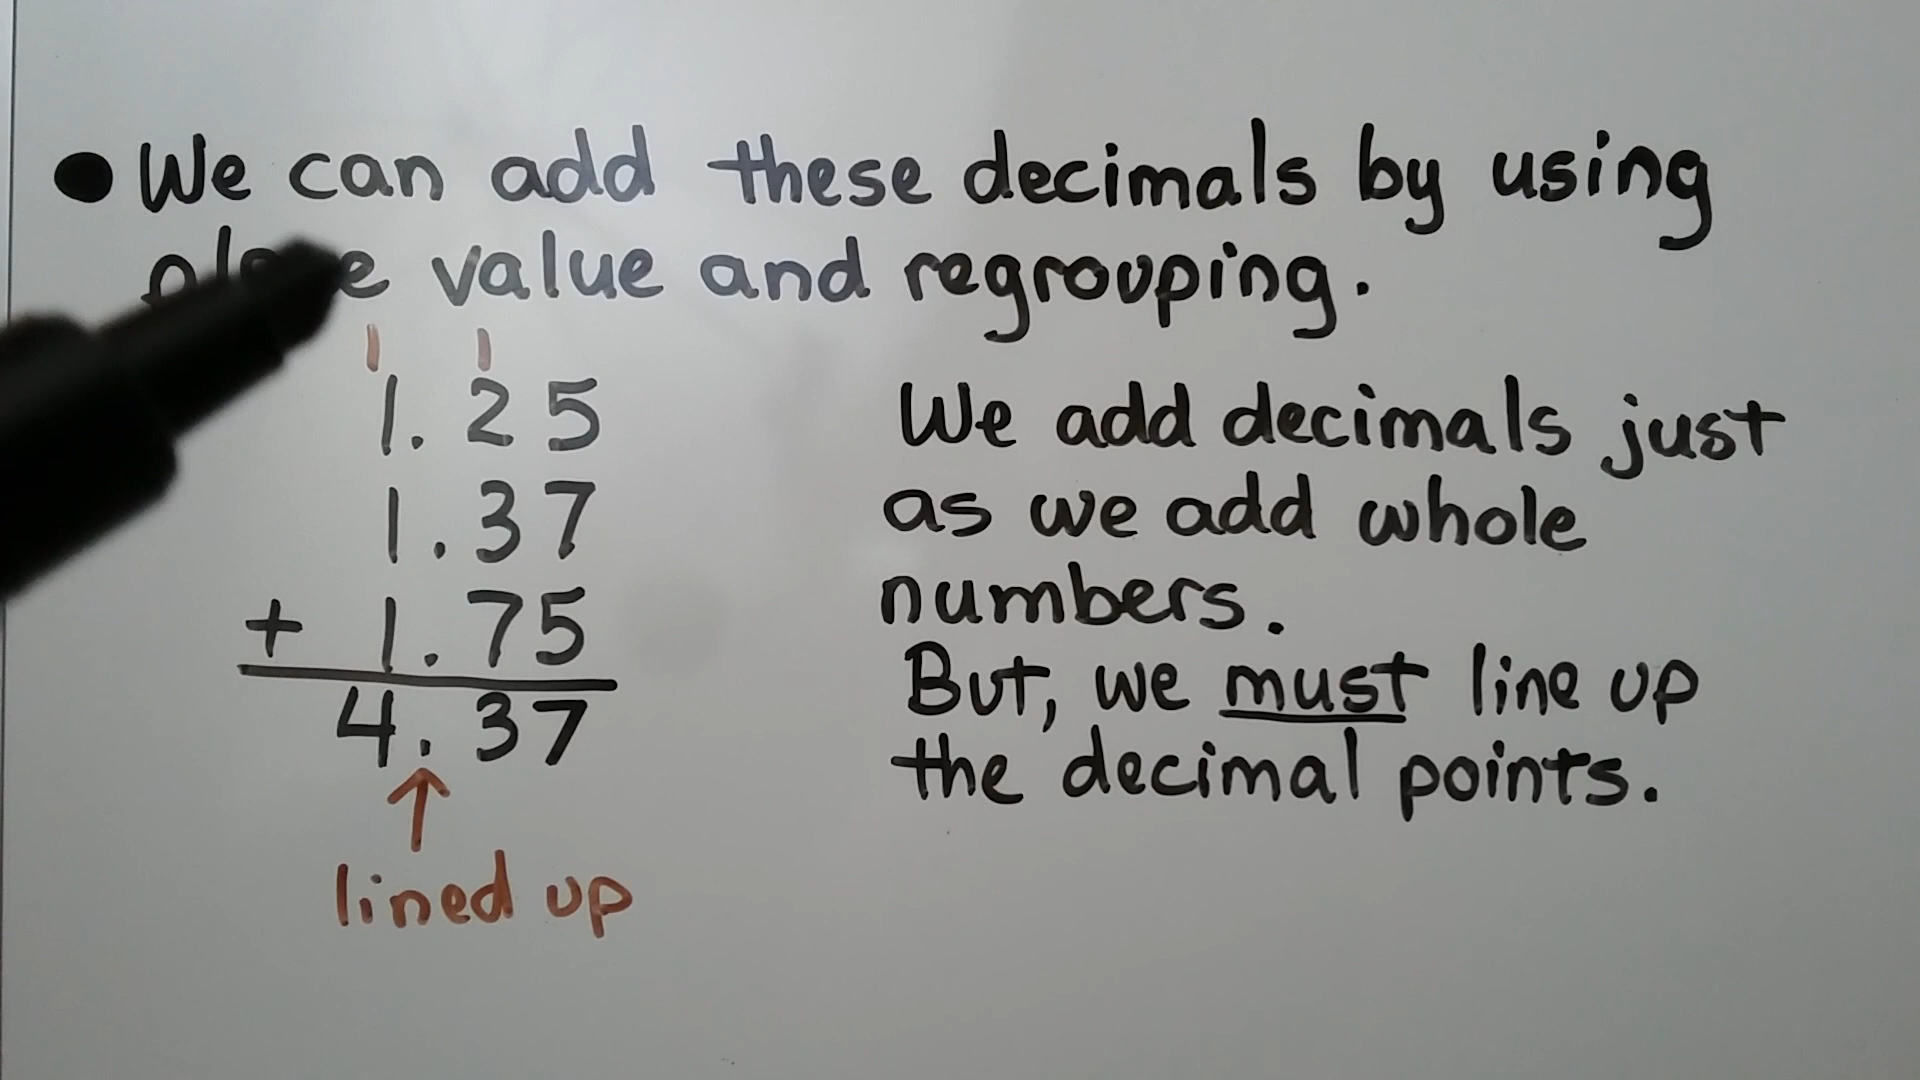 ● We can add these decimals by using
place value and regrouping.
1 1
1.25
1.37
+ 1.75
4.37
↑
lined up
We add decimals just
as we add whole
numbers.
But, we must line up
the decimal points.